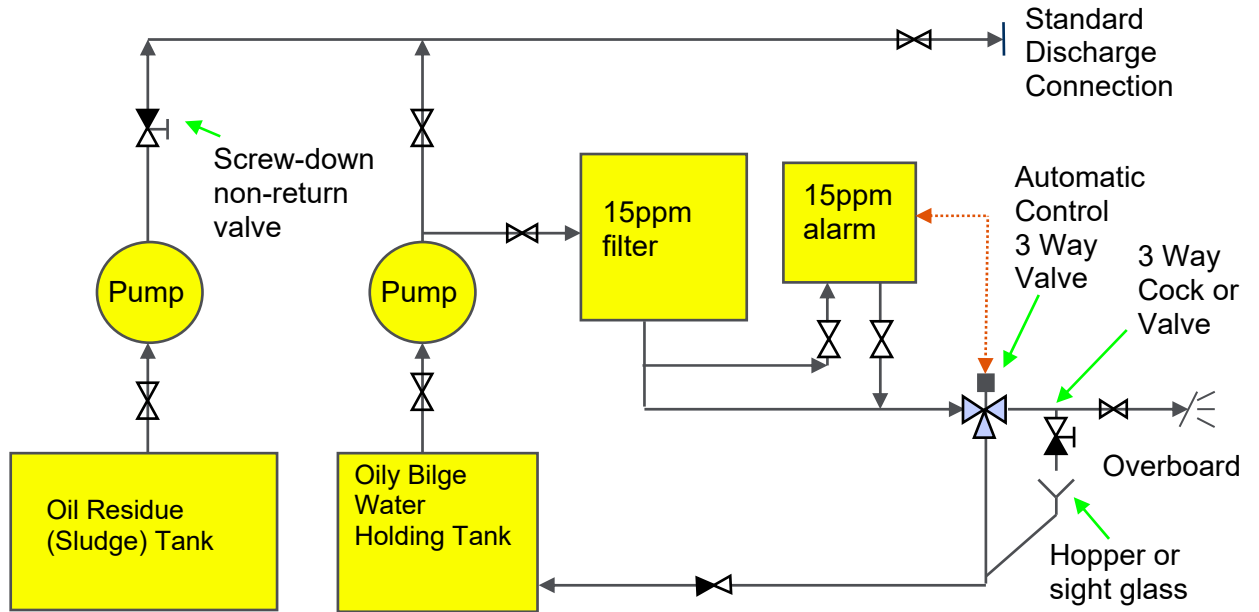 Standard
Discharge
Connection
Screw-down
non-return
valve
15ppm
filter
15ppm
alarm
Automatic
Control
3 Way
Valve
3 Way
Cock or
Valve
Pump
Pump
Oil Residue
(Sludge) Tank
Oily Bilge
Water
Holding Tank
Overboard
Hopper or
sight glass